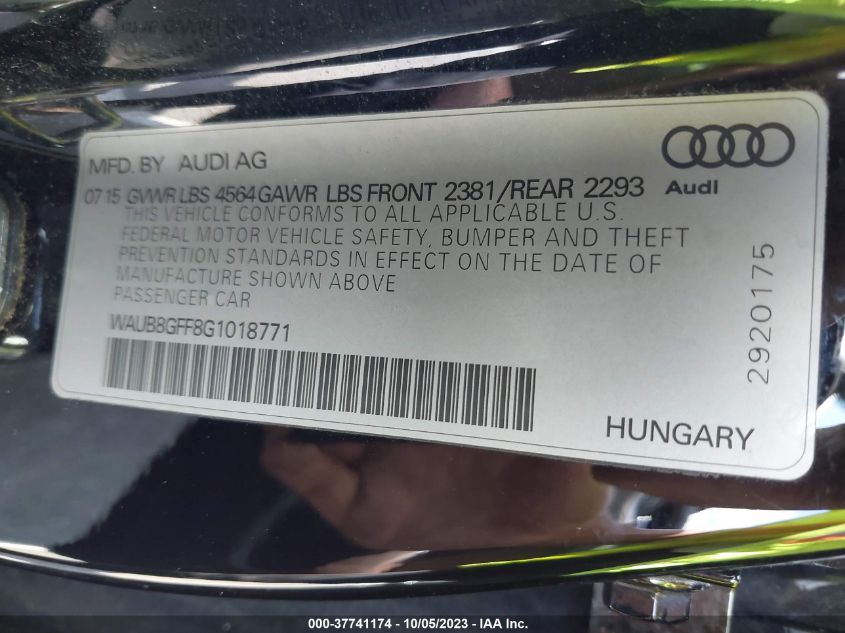 MFD. BY AUDI AG
07 15 GVWR LBS 4564 GAWR LBS FRONT 2381/REAR 2293
THIS VEHICLE CONFORMS TO ALL APPLICABLE U.S.
FEDERAL MOTOR VEHICLE SAFETY, BUMPER AND THEFT
PREVENTION STANDARDS IN EFFECT ON THE DATE OF
MANUFACTURE SHOWN ABOVE
PASSENGER CAR
WAUB8GFF8G1018771
Audi
2920175
HUNGARY
000-37741174 - 10/05/2023 - IAA Inc.